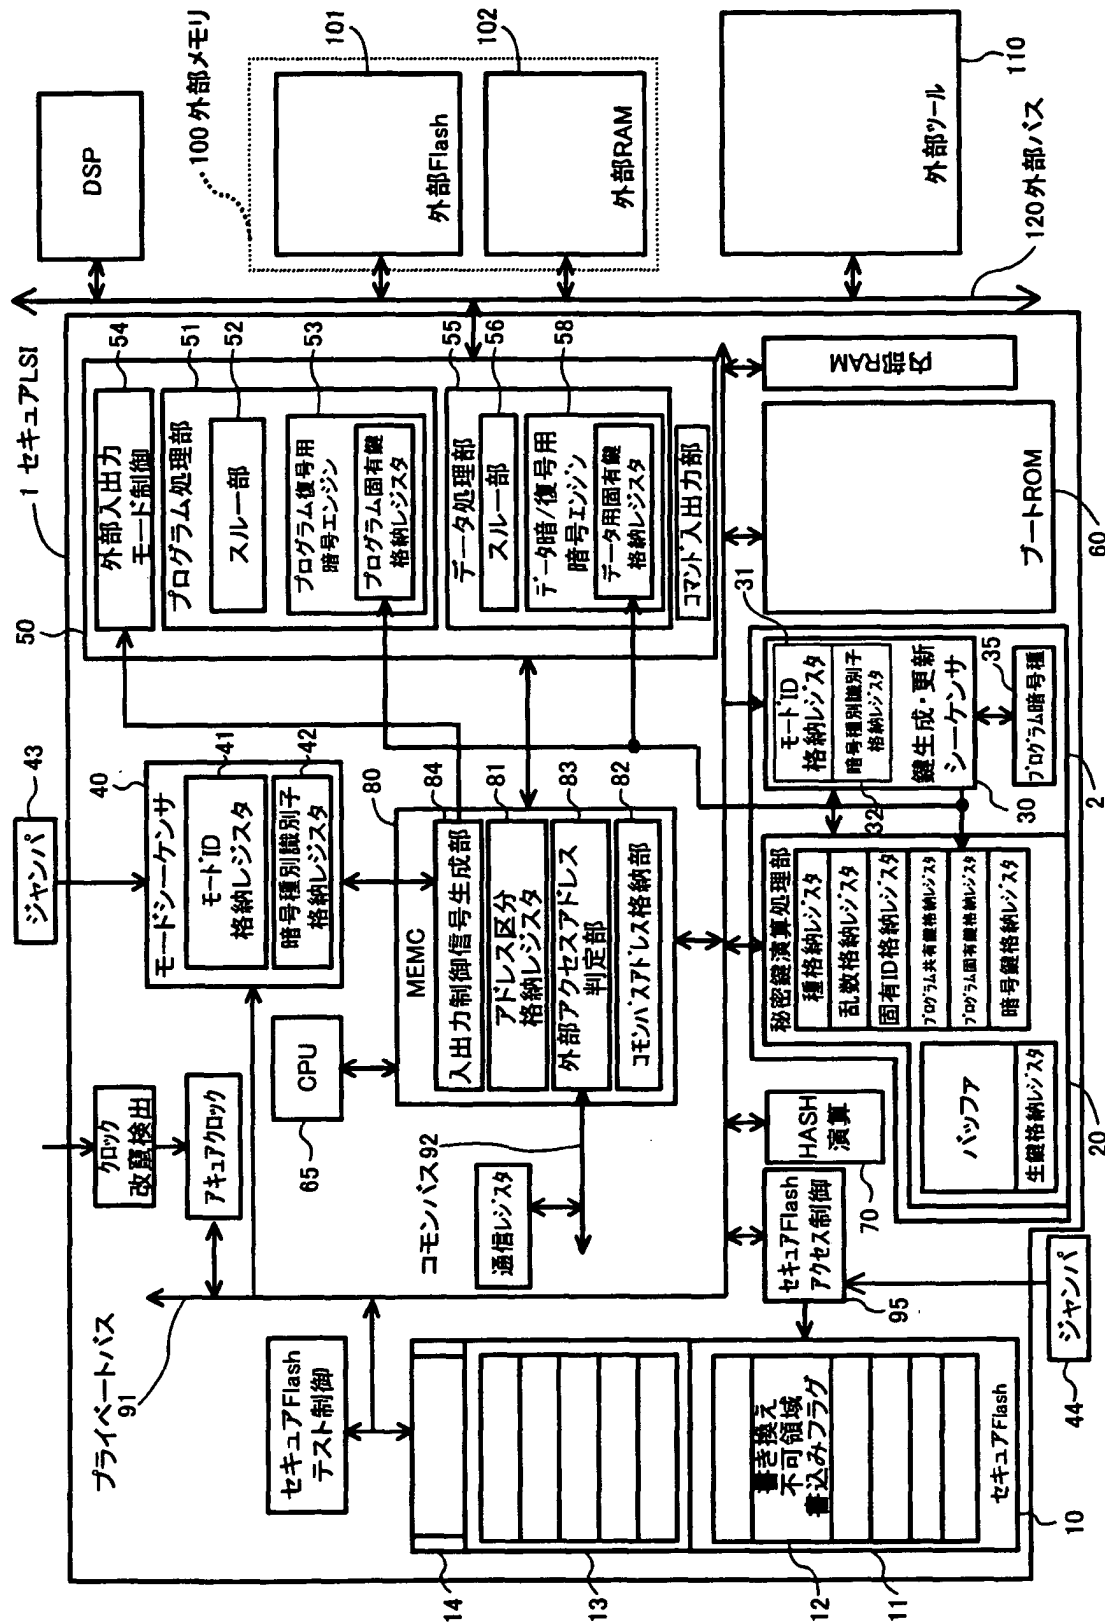 DSP
100 外部メモリ
101
外部Flash
102
外部RAM
110
外部ツール
120外部バス
1 セキュアLSI
50
54
外部入出力
モード制御
51
プログラム処理部
52
スルー部
53
プログラム復号用
暗号エンジン
プログラム固有鍵
格納レジスタ
55
データ処理部
56
スルー部
58
データ暗/復号用
暗号エンジン
データ用固有鍵
格納レジスタ
コマンド入出力部
内部RAM
ブートROM
60
43
ジャンパ
40
モードシーケンサ
41
モードID
格納レジスタ
42
暗号種別識別子
格納レジスタ
CPU
65
80
MEMC
84
入出力制御信号生成部
81
アドレス区分
格納レジスタ
83
外部アクセスアドレス
判定部
82
コモンバスアドレス格納部
31
モードID
格納レジスタ
暗号種別識別子
格納レジスタ
32
鍵生成・更新
シーケンサ
30
35
プログラム暗号種
2
秘密鍵演算処理部
種格納レジスタ
乱数格納レジスタ
固有ID格納レジスタ
プログラム共有鍵格納レジスタ
プログラム固有鍵格納レジスタ
暗号鍵格納レジスタ
バッファ
生鍵格納レジスタ
20
クロック
改竄検出
アキュアクロック
コモンバス92
通信レジスタ
HASH
演算
70
セキュアFlash
アクセス制御
95
プライベートバス
91
セキュアFlash
テスト制御
44
ジャンパ
14
13
12
11
書き換え
不可領域
書込みフラグ
セキュアFlash
10